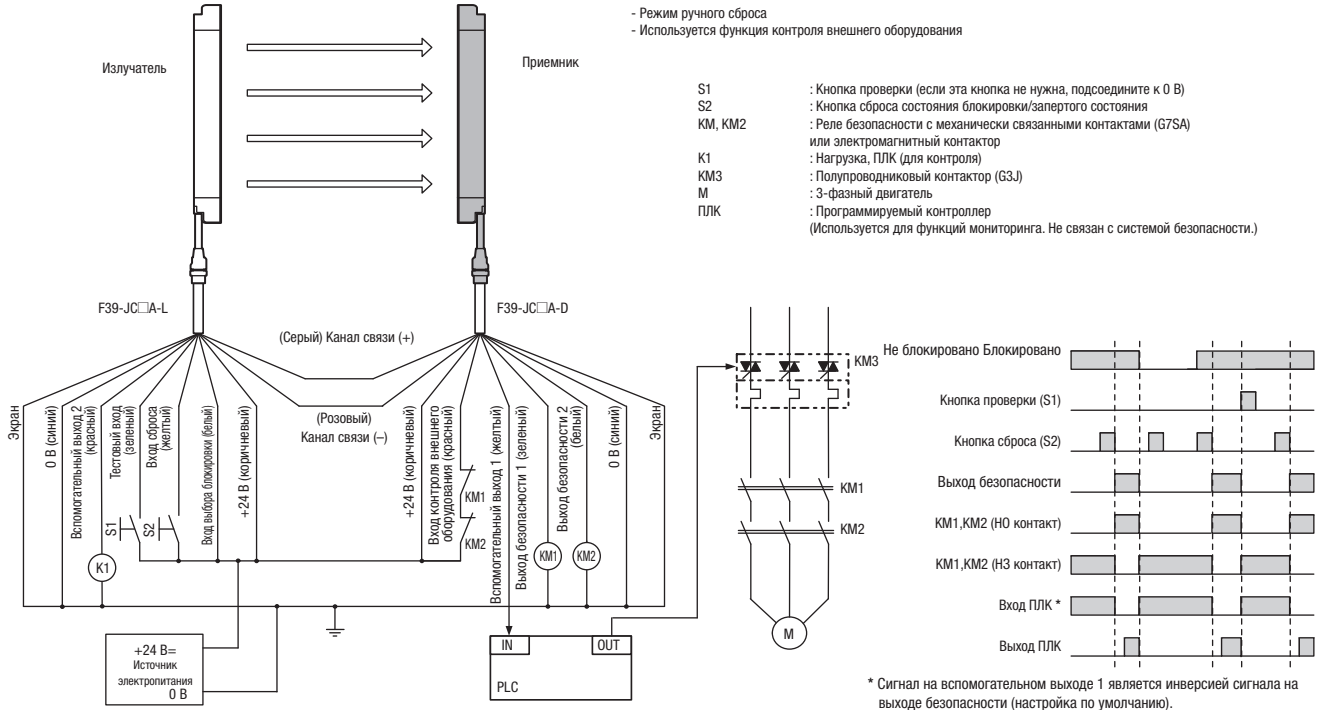 - Режим ручного сброса
- Используется функция контроля внешнего оборудования
Излучатель
Приемник
S1 : Кнопка проверки (если эта кнопка не нужна, подсоедините к 0 В)
S2 : Кнопка сброса состояния блокировки/запертого состояния
KM, KM2 : Реле безопасности с механически связанными контактами (G7SA)
или электромагнитный контактор
K1 : Нагрузка, ПЛК (для контроля)
KM3 : Полупроводниковый контактор (G3J)
M : 3-фазный двигатель
ПЛК : Программируемый контроллер
(Используется для функций мониторинга. Не связан с системой безопасности.)
F39-JC□A-L
F39-JC□A-D
(Серый) Канал связи (+)
(Розовый)
Канал связи (–)
Экран
0 В (синий)
Вспомогательный выход 2
(красный)
Тестовый вход
(зеленый)
Вход сброса
(желтый)
Вход выбора блокировки (белый)
+24 В (коричневый)
+24 В (коричневый)
Вход контроля внешнего
оборудования (красный)
Вспомогательный выход 1 (желтый)
Выход безопасности 1 (зеленый)
Выход безопасности 2
(белый)
0 В (синий)
Экран
S1
S2
K1
KM1
KM2
KM1
KM2
+24 В=
Источник
электропитания
0 В
IN
OUT
PLC
KM3
KM1
KM2
M
Не блокировано Блокировано
Кнопка проверки (S1)
Кнопка сброса (S2)
Выход безопасности
KM1,KM2 (НО контакт)
KM1,KM2 (НЗ контакт)
Вход ПЛК *
Выход ПЛК
* Сигнал на вспомогательном выходе 1 является инверсией сигнала на
выходе безопасности (настройка по умолчанию).